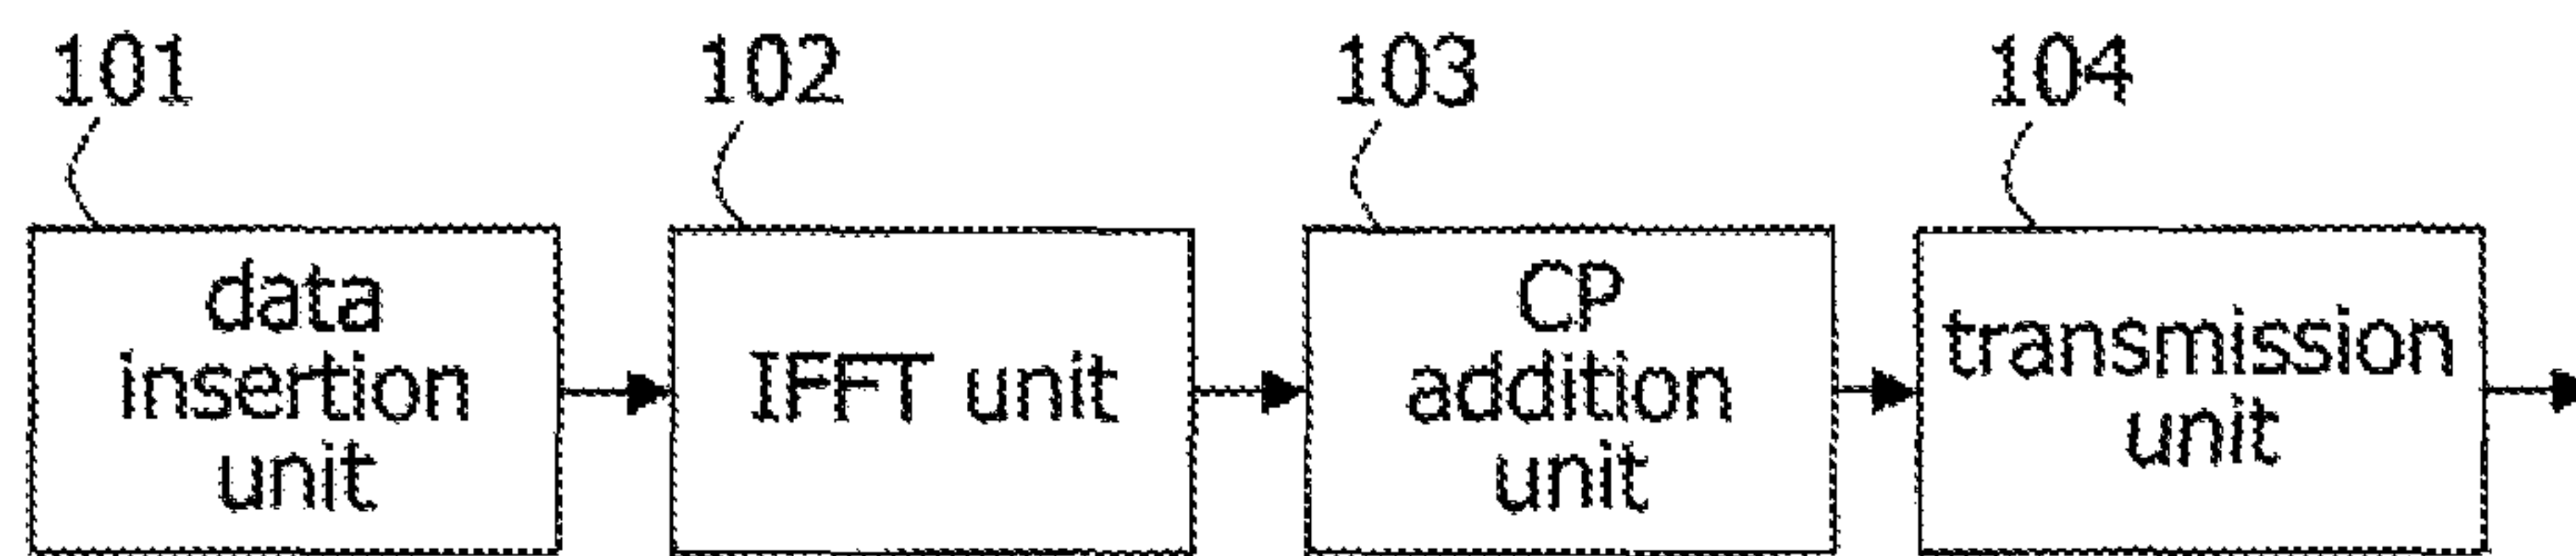 101 102 103 104
data
insertion
unit
IFFT unit
CP
addition
unit
transmission
unit